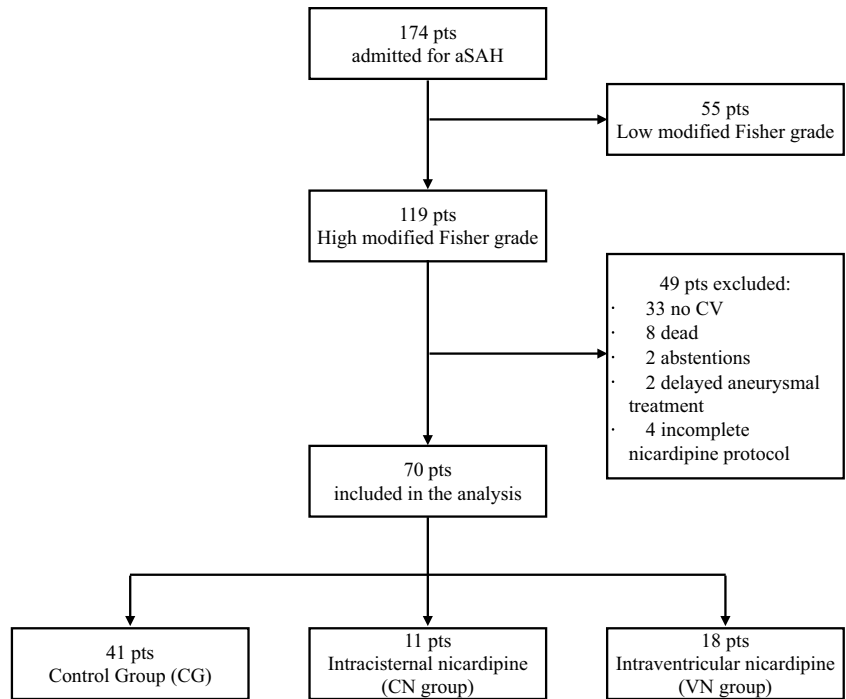 174 pts
admitted for aSAH
55 pts
Low modified Fisher grade
119 pts
High modified Fisher grade
49 pts excluded:
· 33 no CV
· 8 dead
· 2 abstentions
· 2 delayed aneurysmal
treatment
· 4 incomplete
nicardipine protocol
70 pts
included in the analysis
41 pts
Control Group (CG)
11 pts
Intracisternal nicardipine
(CN group)
18 pts
Intraventricular nicardipine
(VN group)